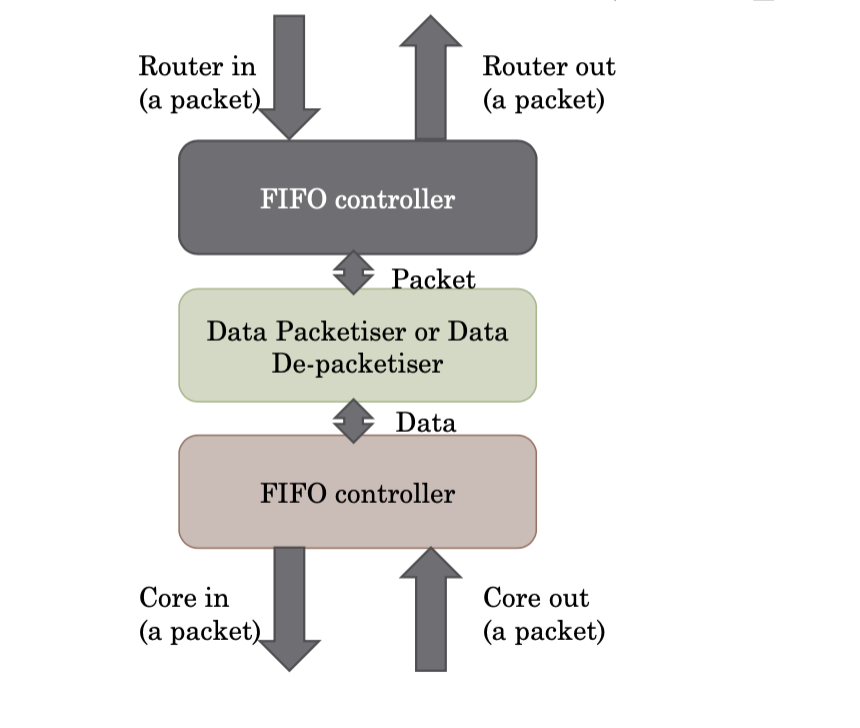 Router in
(a packet)
Router out
(a packet)
FIFO controller
Packet
Data Packetiser or Data
De-packetiser
Data
FIFO controller
Core in
(a packet)
Core out
(a packet)